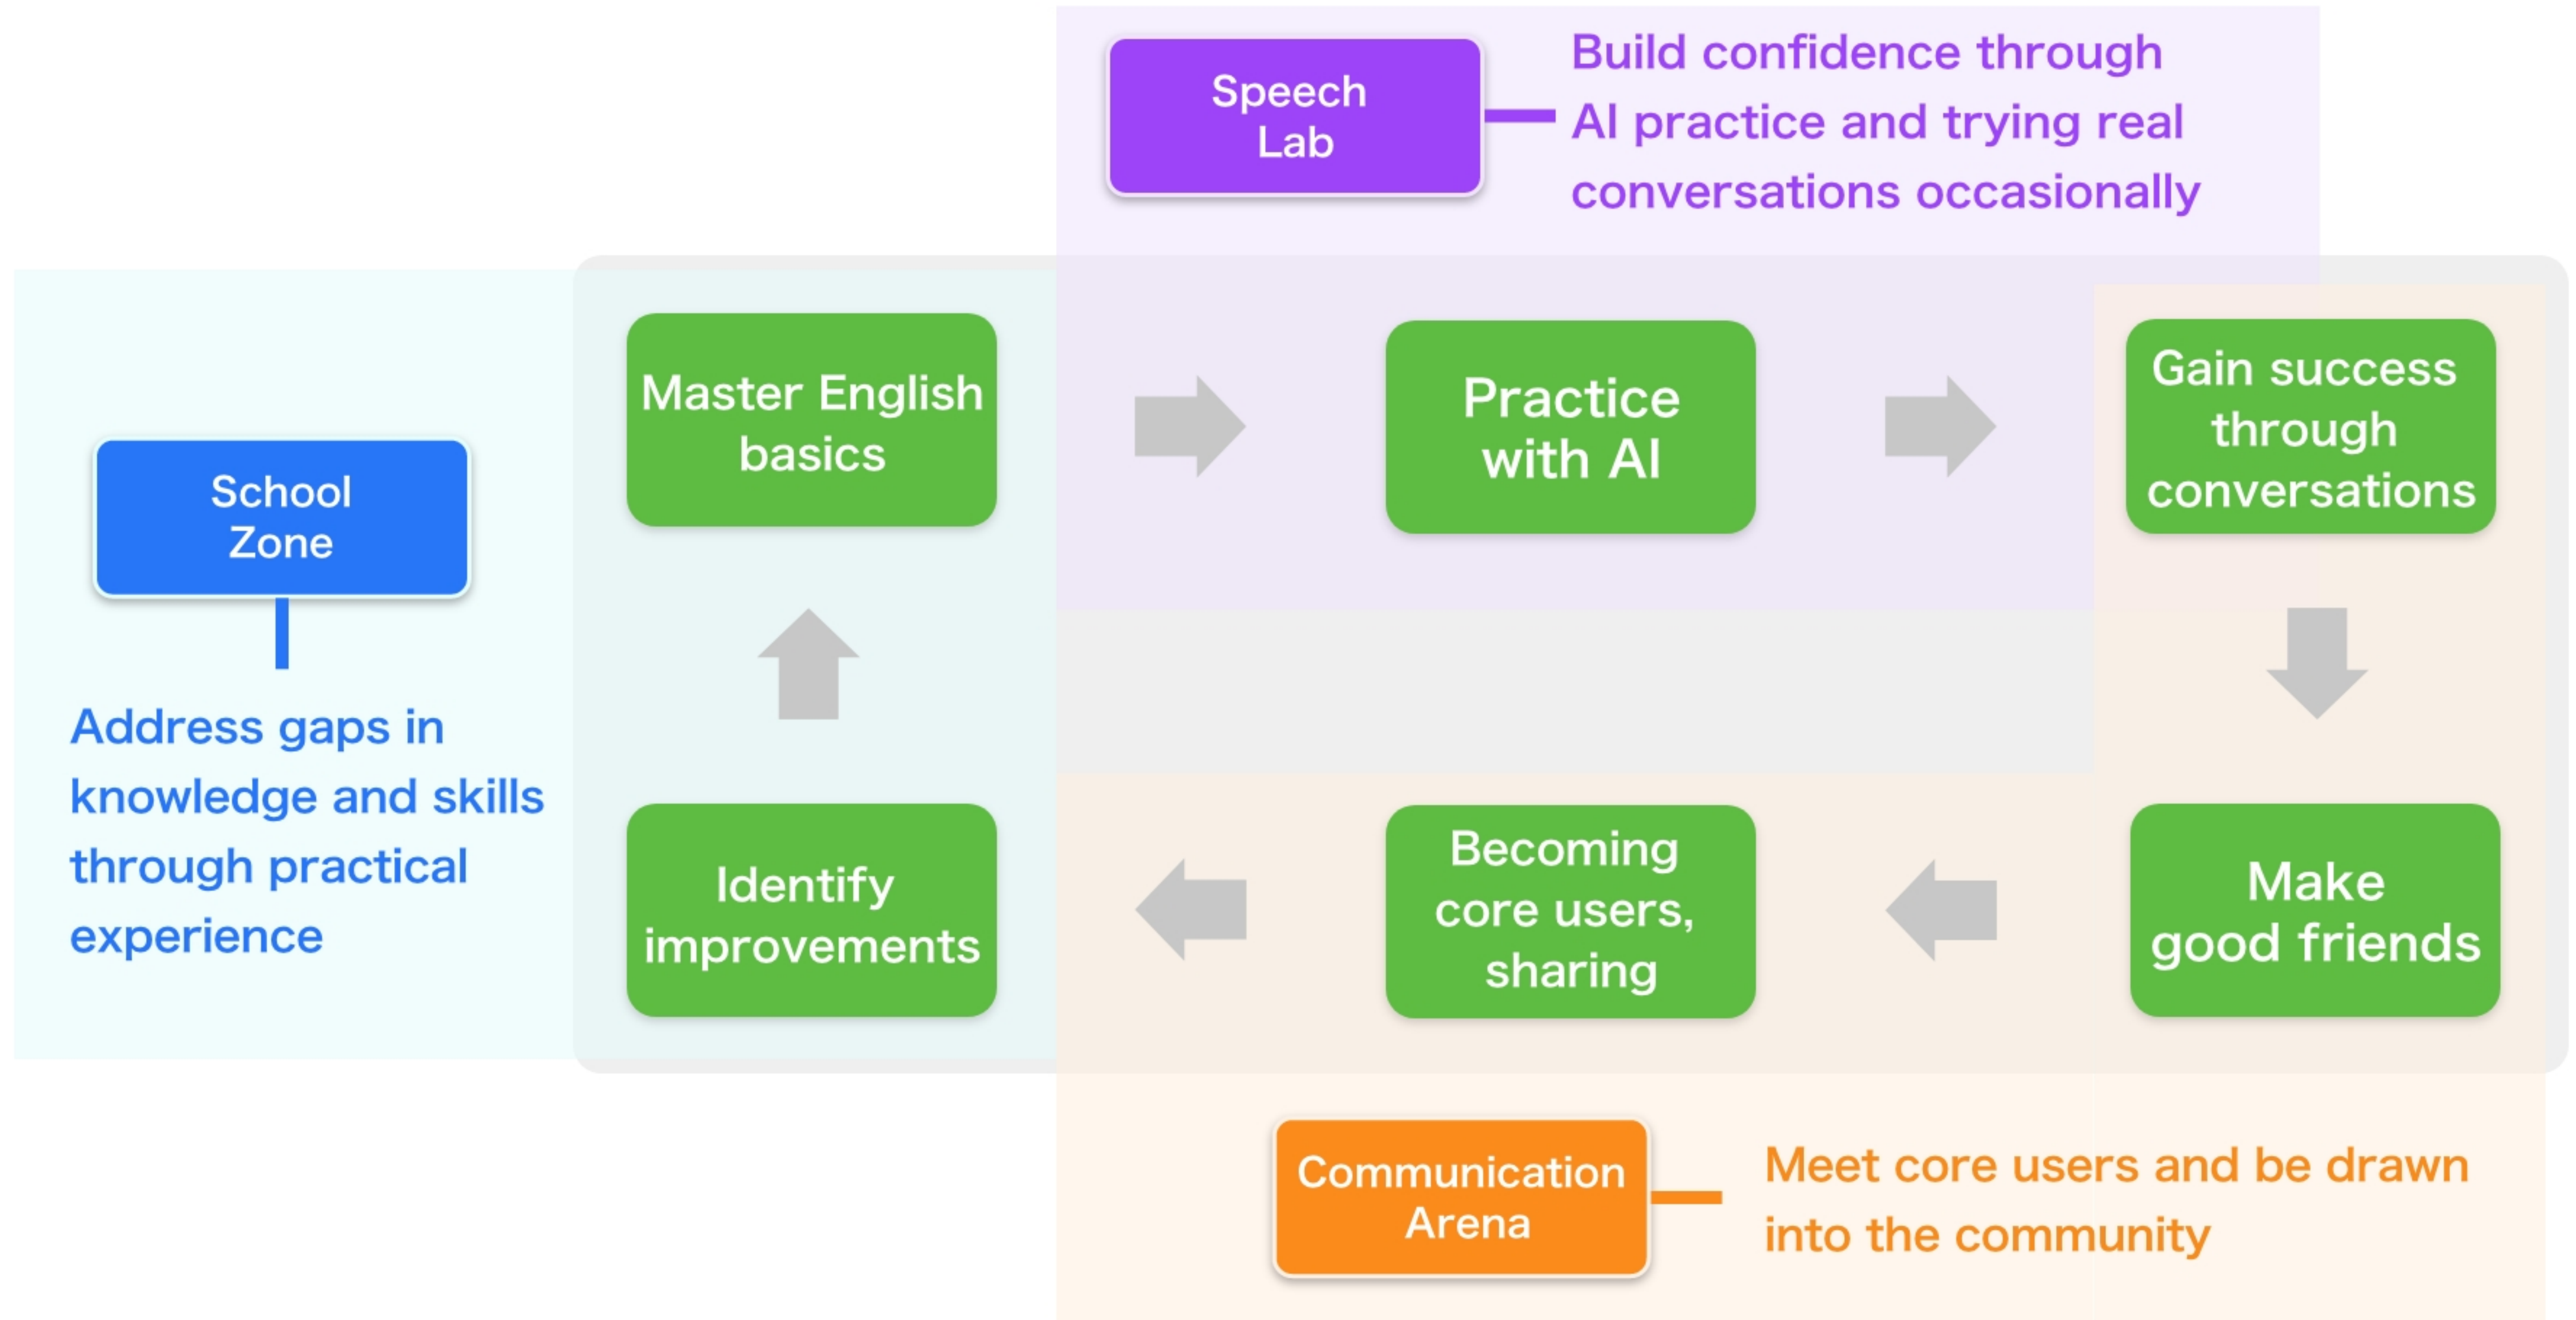 Speech
Lab
Build confidence through
AI practice and trying real
conversations occasionally
School
Zone
Address gaps in
knowledge and skills
through practical
experience
Master English
basics
Practice
with AI
Gain success
through
conversations
Identify
improvements
Becoming
core users,
sharing
Make
good friends
Communication
Arena
Meet core users and be drawn
into the community